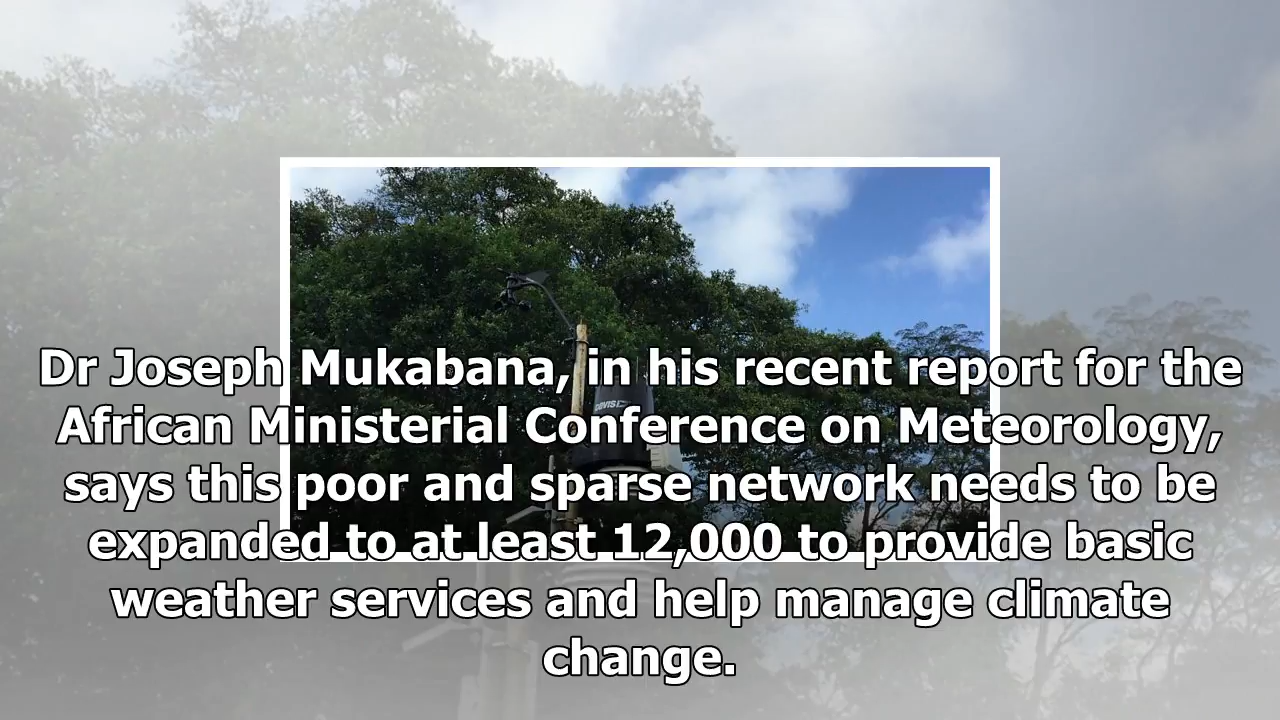 DAVIS
Dr Joseph Mukabana, in his recent report for the
African Ministerial Conference on Meteorology,
says this poor and sparse network needs to be
expanded to at least 12,000 to provide basic
weather services and help manage climate
change.